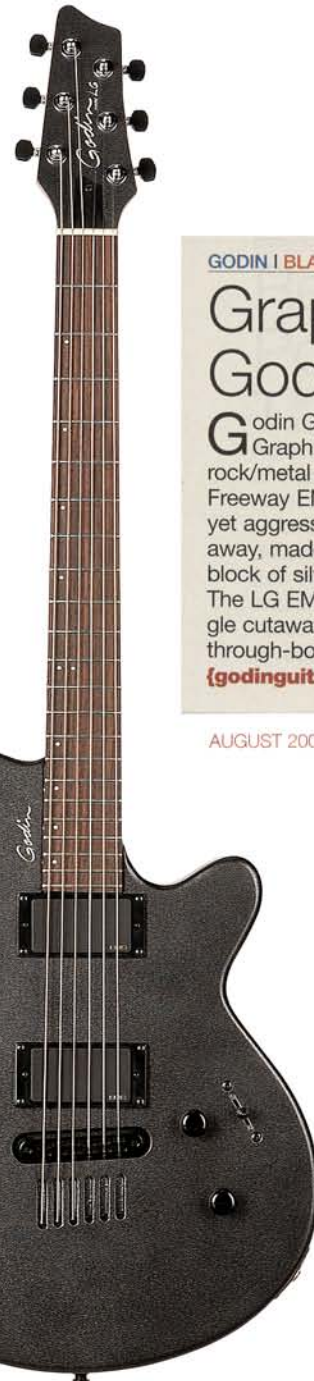 Godin
LG
GODIN | BLA
Grap
God
Godin G
Graph
rock/metal
Freeway EM
yet aggress
away, made
block of sil
The LG EM
gle cutawa
through-bo
{godinguit
AUGUST 200
Godin